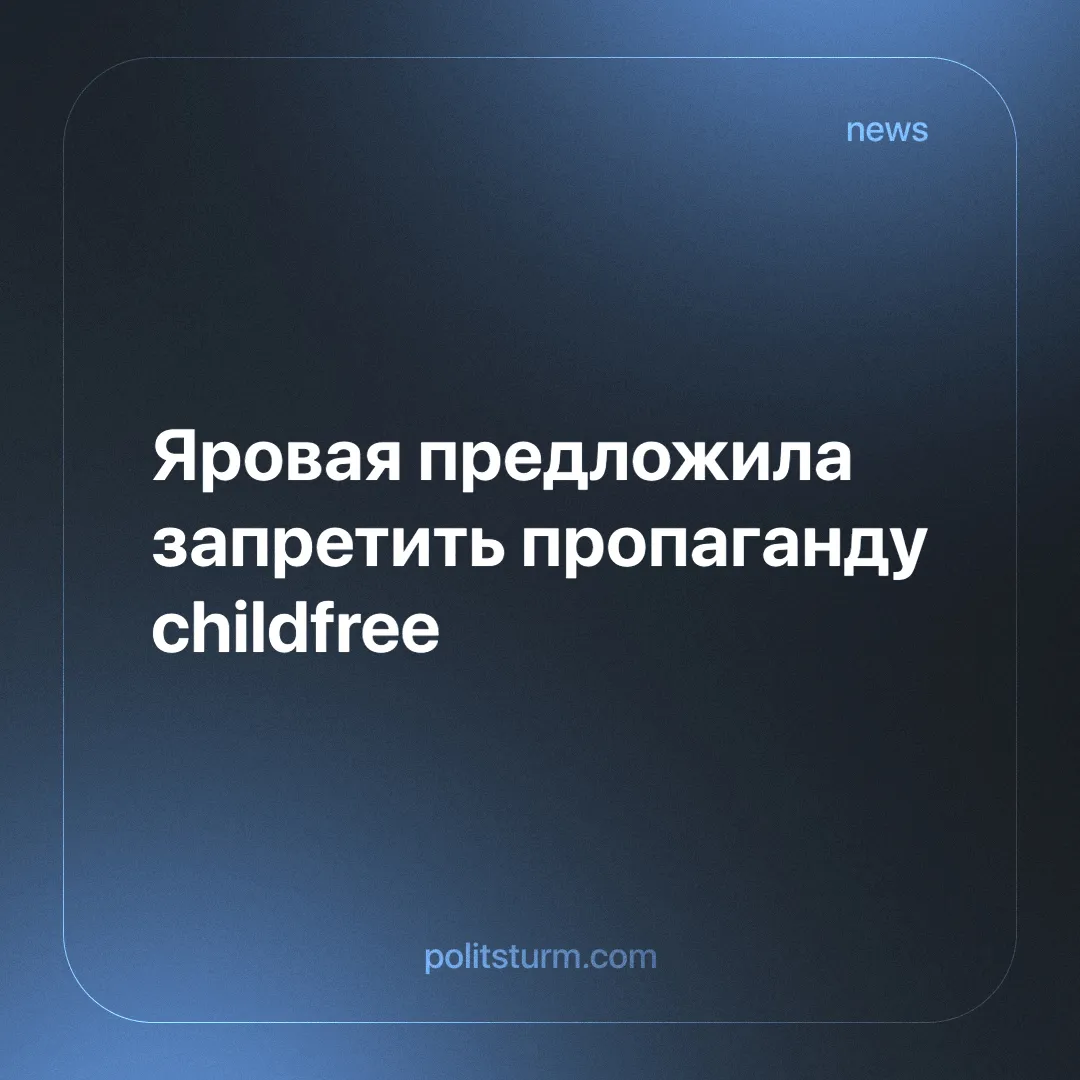 news
Яровая предложила
запретить пропаганду
childfree
politsturm.com